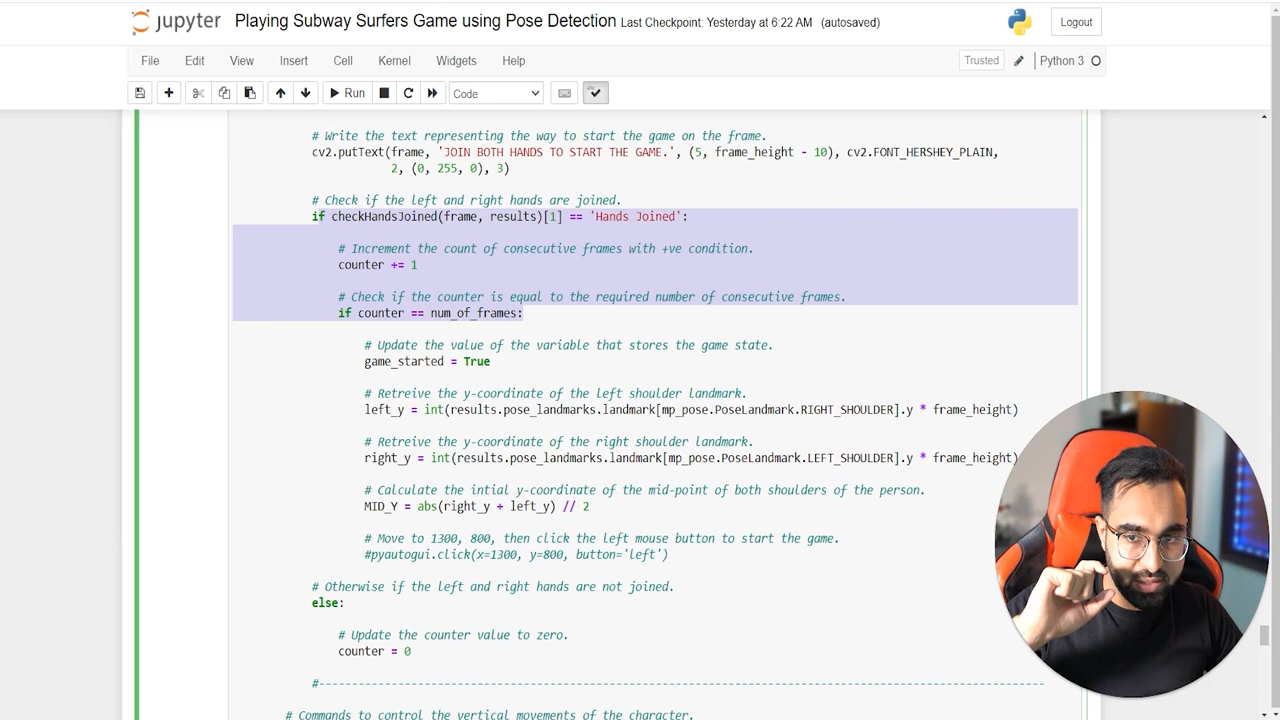 jupyter Playing Subway Surfers Game using Pose Detection Last Checkpoint: Yesterday at 6:22 AM (autosaved) Logout
File Edit View Insert Cell Kernel Widgets Help Trusted Python 3
Run Code
# Write the text representing the way to start the game on the frame.
cv2.putText(frame, 'JOIN BOTH HANDS TO START THE GAME.', (5, frame_height - 10), cv2.FONT_HERSHEY_PLAIN,
2, (0, 255, 0), 3)
# Check if the left and right hands are joined.
if checkHandsJoined(frame, results)[1] == 'Hands Joined':
# Increment the count of consecutive frames with +ve condition.
counter += 1
# Check if the counter is equal to the required number of consecutive frames.
if counter == num_of_frames:
# Update the value of the variable that stores the game state.
game_started = True
# Retreive the y-coordinate of the left shoulder landmark.
left_y = int(results.pose_landmarks.landmark[mp_pose.PoseLandmark.RIGHT_SHOULDER].y * frame_height)
# Retreive the y-coordinate of the right shoulder landmark.
right_y = int(results.pose_landmarks.landmark[mp_pose.PoseLandmark.LEFT_SHOULDER].y * frame_height)
# Calculate the intial y-coordinate of the mid-point of both shoulders of the person.
MID_Y = abs(right_y + left_y) // 2
# Move to 1300, 800, then click the left mouse button to start the game.
#pyautogui.click(x=1300, y=800, button='left')
# Otherwise if the left and right hands are not joined.
else:
# Update the counter value to zero.
counter = 0
#--------------------------------------------------------------------------------------------------------------
# Commands to control the vertical movements of the character.